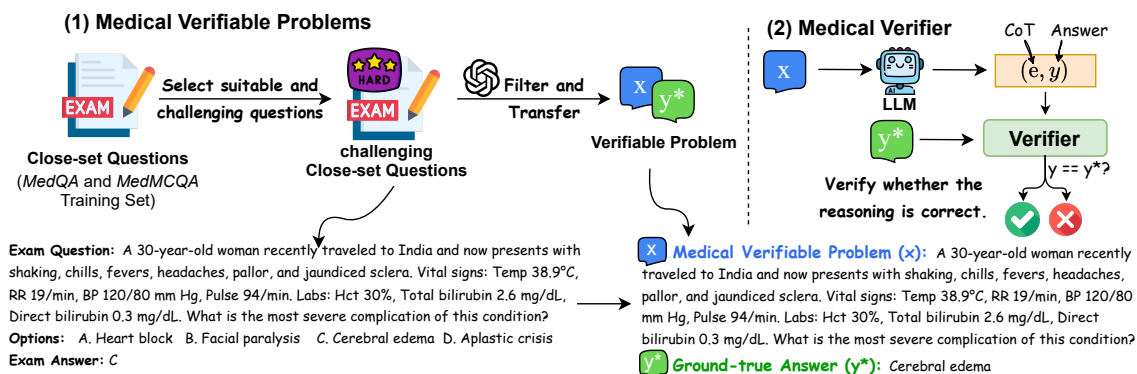 (1) Medical Verifiable Problems
EXAM
Close-set Questions
(MedQA and MedMCQA
Training Set)
Select suitable and
challenging questions
HARD
EXAM
challenging
Close-set Questions
Filter and
Transfer
x
y*
Verifiable Problem
(2) Medical Verifier
CoT Answer
x
AI
LLM
(e, y)
y*
Verifier
y == y*?
Verify whether the
reasoning is correct.
Exam Question: A 30-year-old woman recently traveled to India and now presents with
shaking, chills, fevers, headaches, pallor, and jaundiced sclera. Vital signs: Temp 38.9°C,
RR 19/min, BP 120/80 mm Hg, Pulse 94/min. Labs: Hct 30%, Total bilirubin 2.6 mg/dL,
Direct bilirubin 0.3 mg/dL. What is the most severe complication of this condition?
Options: A. Heart block B. Facial paralysis C. Cerebral edema D. Aplastic crisis
Exam Answer: C
x Medical Verifiable Problem (x): A 30-year-old woman recently
traveled to India and now presents with shaking, chills, fevers, headaches,
pallor, and jaundiced sclera. Vital signs: Temp 38.9°C, RR 19/min, BP 120/80
mm Hg, Pulse 94/min. Labs: Hct 30%, Total bilirubin 2.6 mg/dL, Direct
bilirubin 0.3 mg/dL. What is the most severe complication of this condition?
y* Ground-true Answer (y*): Cerebral edema